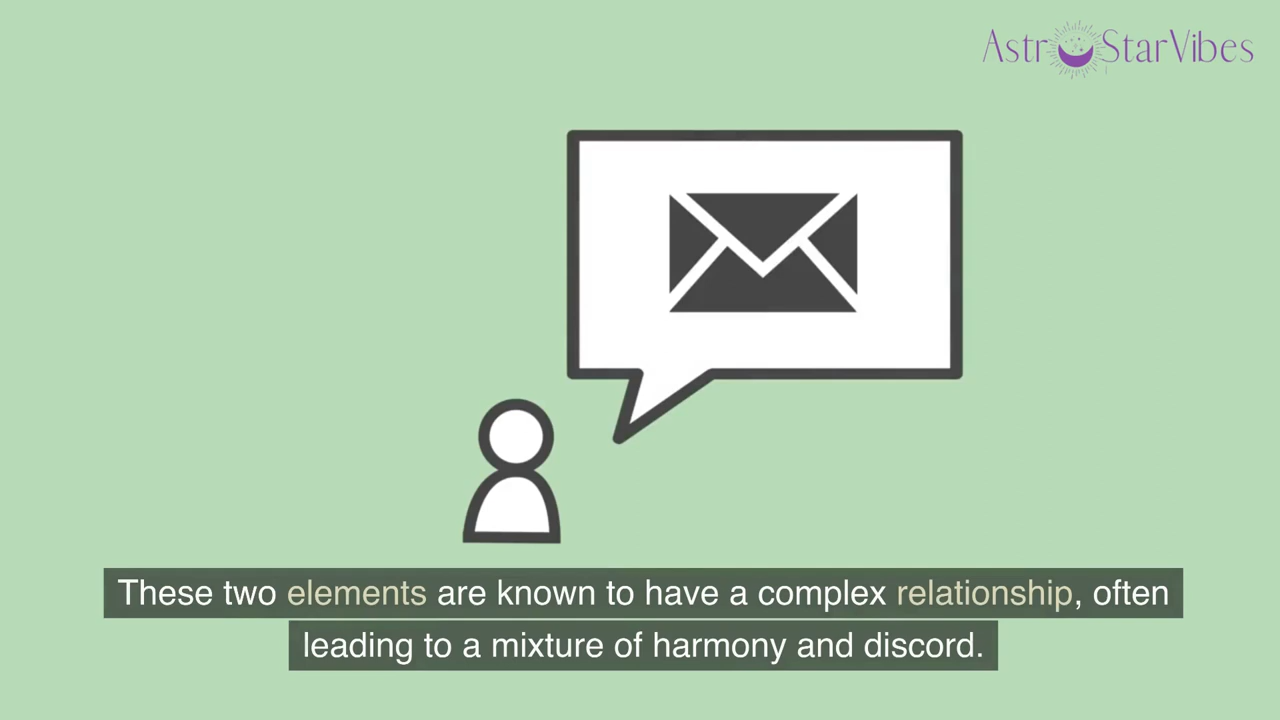 AstroStarVibes
These two elements are known to have a complex relationship, often
leading to a mixture of harmony and discord.